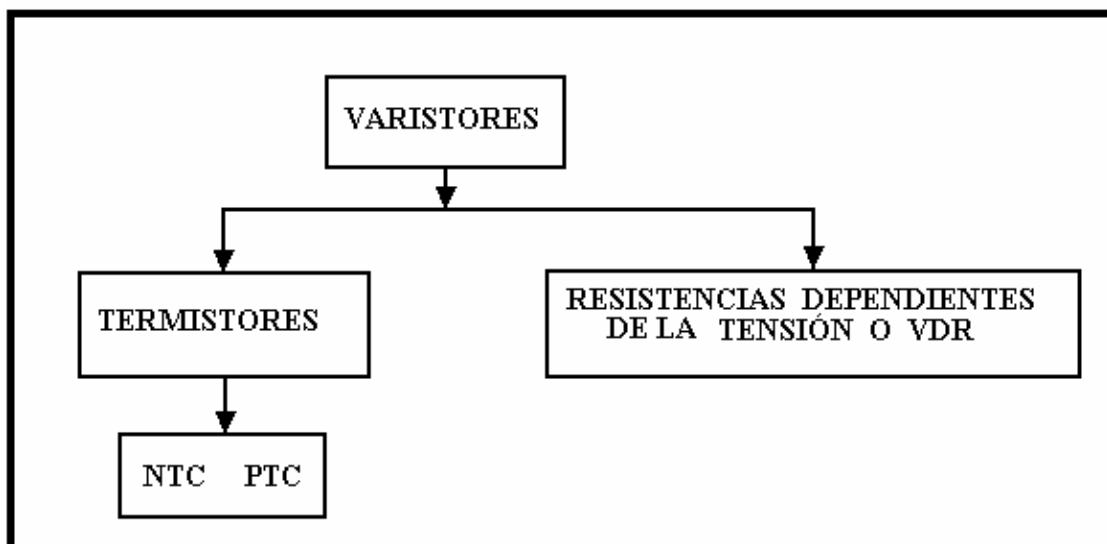 VARISTORES
TERMISTORES
RESISTENCIAS DEPENDIENTES
DE LA TENSIÓN O VDR
NTC PTC